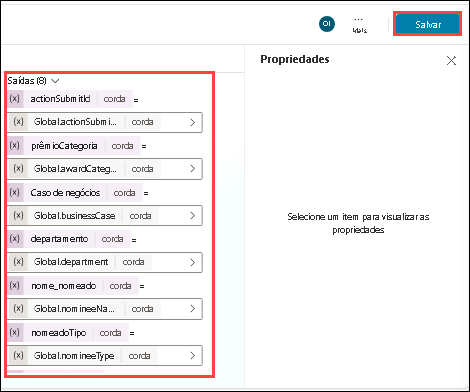 OI
...
Mais
Salvar
Saídas (8)
Propriedades
(x) actionSubmitId corda =
(x) Global.actionSubmi... corda
(x) prêmioCategoria corda =
(x) Global.awardCateg... corda
(x) Caso de negócios corda =
(x) Global.businessCase corda
(x) departamento corda =
(x) Global.department corda
(x) nome_nomeado corda =
(x) Global.nomineeNa... corda
(x) nomeadoTipo corda =
(x) Global.nomineeType corda
Selecione um item para visualizar as
propriedades